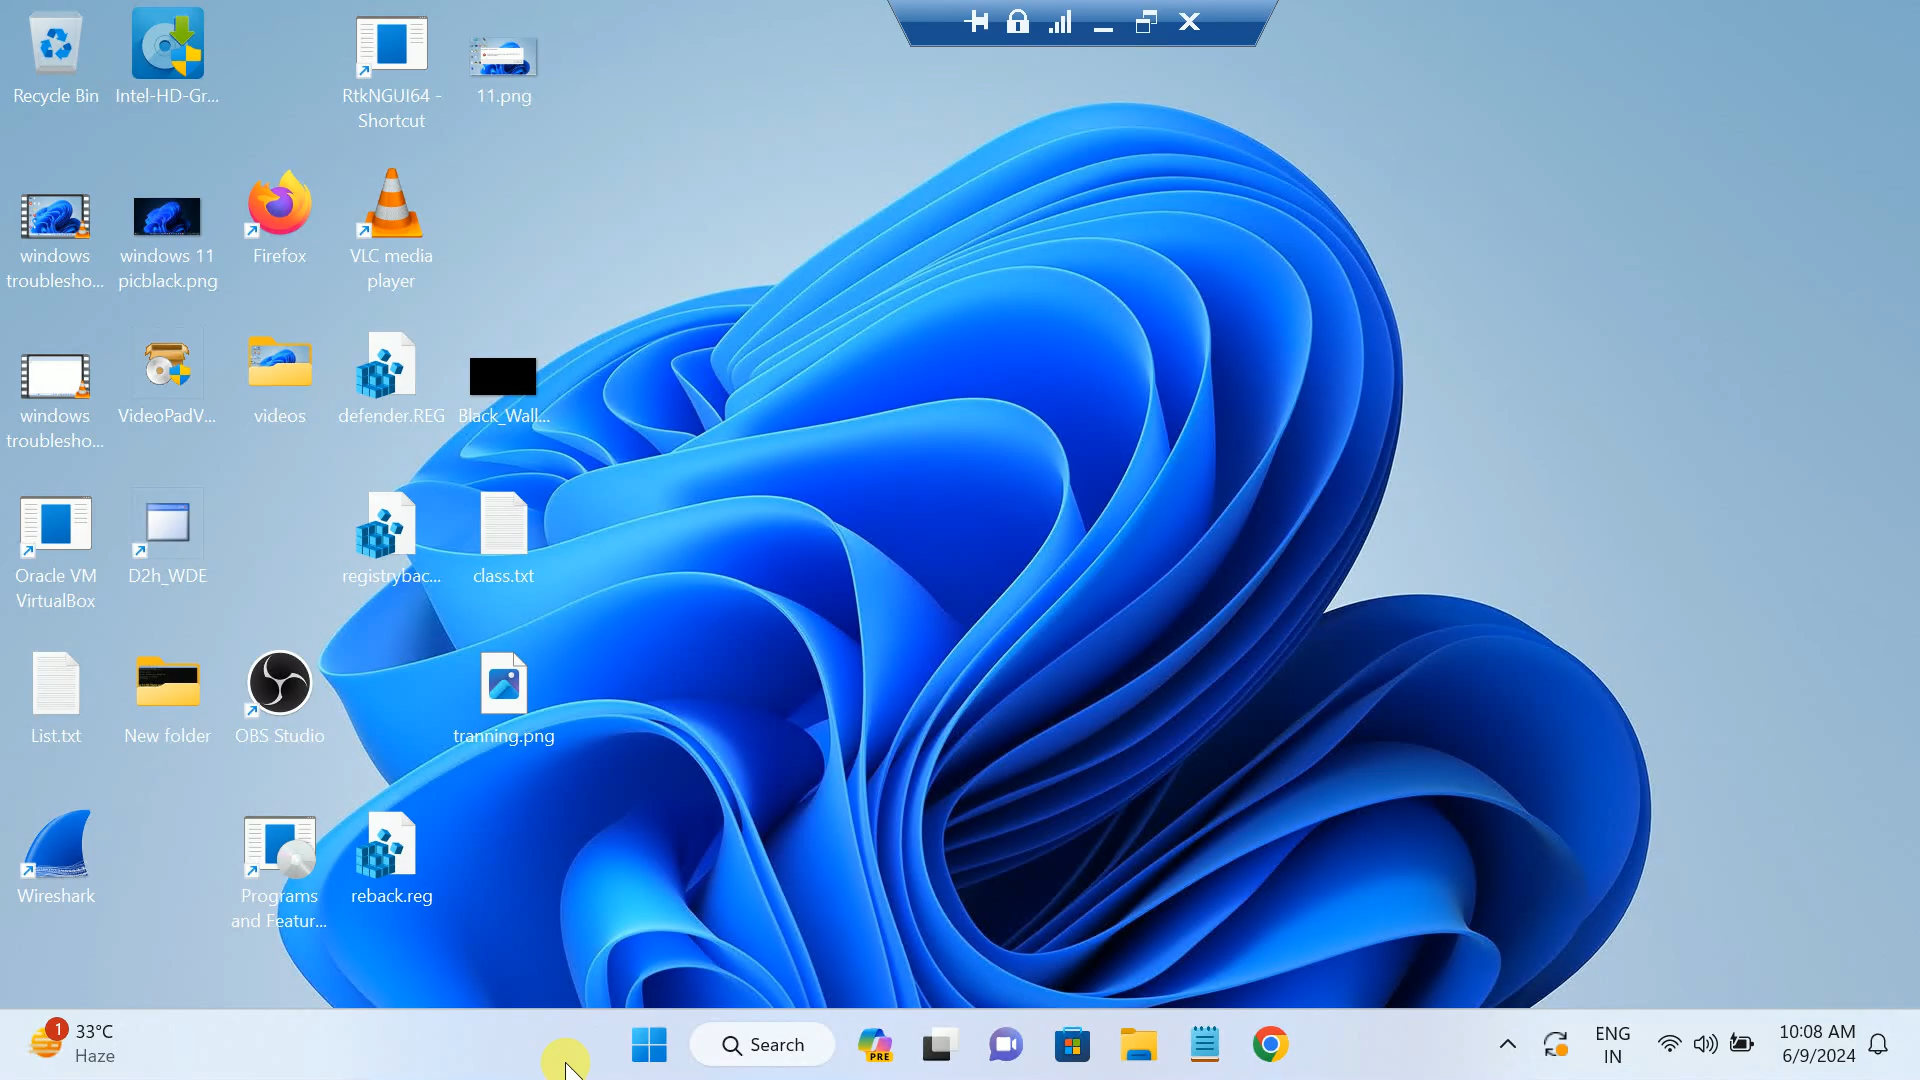 Recycle Bin
Intel-HD-Gr...
RtkNGUI64 -
Shortcut
11.png
windows
troublesho...
windows 11
picblack.png
Firefox
VLC media
player
windows
troublesho...
VideoPadV...
videos
defender.REG
Black_Wall...
Oracle VM
VirtualBox
D2h_WDE
registrybac...
class.txt
List.txt
New folder
OBS Studio
tranning.png
Wireshark
Programs
and Featur...
reback.reg
1
33°C
Haze
Search
PRE
ENG
IN
10:08 AM
6/9/2024